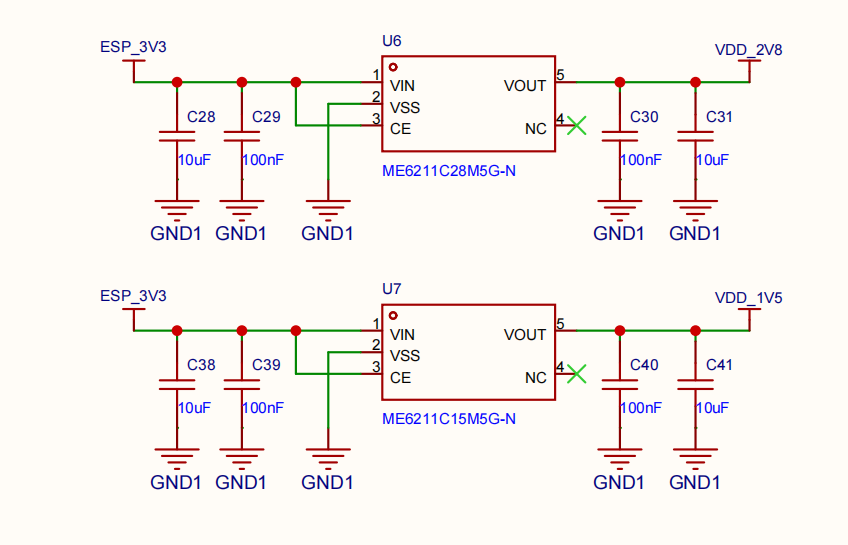 U6
ESP_3V3
VDD_2V8
1 VIN VOUT 5
2 VSS
3 CE NC 4
C28 C29 C30 C31
10uF 100nF 100nF 10uF
ME6211C28M5G-N
GND1 GND1 GND1 GND1 GND1
U7
ESP_3V3
VDD_1V5
1 VIN VOUT 5
2 VSS
3 CE NC 4
C38 C39 C40 C41
10uF 100nF 100nF 10uF
ME6211C15M5G-N
GND1 GND1 GND1 GND1 GND1